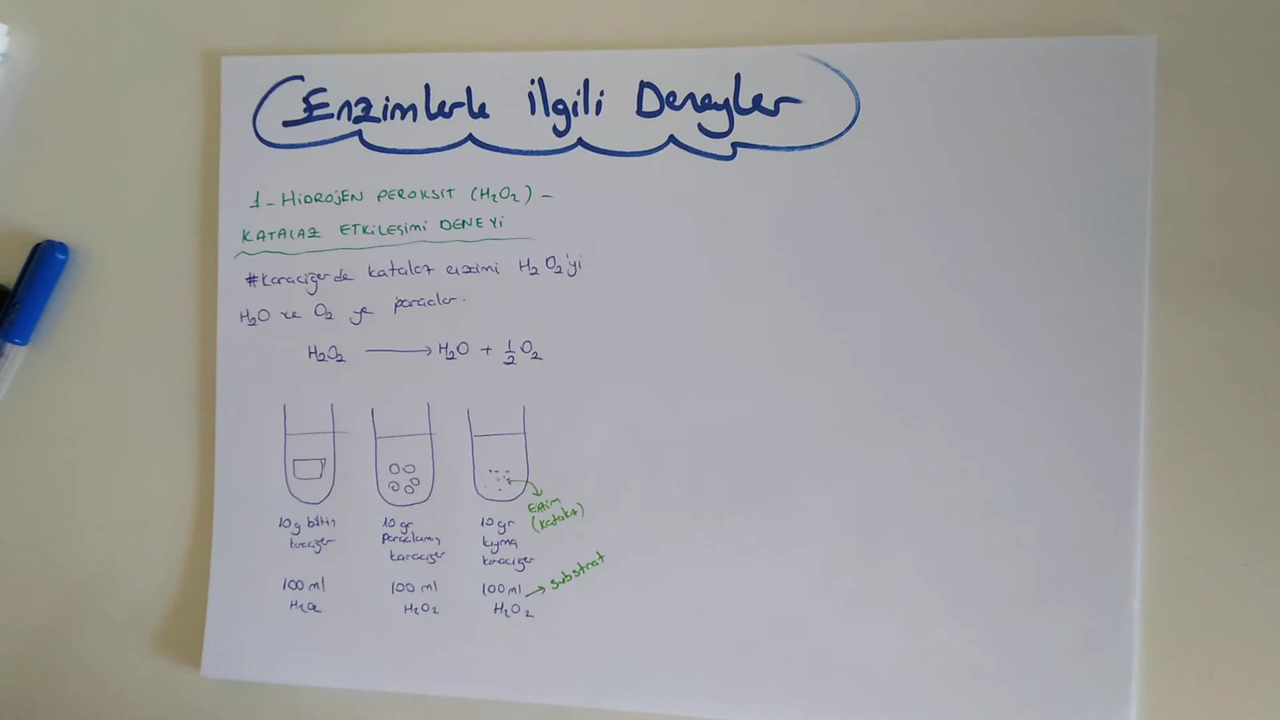 Enzimlerle ilgili Deneyler
1- HİDROJEN PEROKSİT (H₂O₂) -
KATALAZ ETKİLEŞİMİ DENEYİ
#Karaciğerde katalaz enzimi H₂O₂'yi
H₂O ve O₂ ye parçalar.
H₂O₂ → H₂O + 1/2 O₂
10 g bütün karaciğer
100 ml
H₂O₂
10 gr
Parçalanmış
karaciğer
100 ml
H₂O₂
10 gr
kıyma
karaciğer
100 ml → substrat
H₂O₂
Enzim
(katalaz)